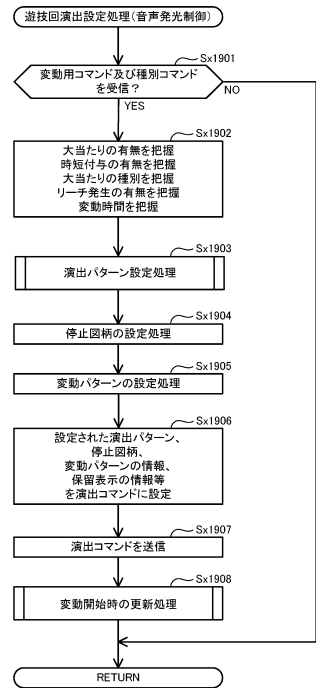 遊技回演出設定処理(音声発光制御)
Sx1901
変動用コマンド及び種別コマンド
を受信?
NO
YES
Sx1902
大当たりの有無を把握
時短付与の有無を把握
大当たりの種別を把握
リーチ発生の有無を把握
変動時間を把握
Sx1903
演出パターン設定処理
Sx1904
停止図柄の設定処理
Sx1905
変動パターンの設定処理
Sx1906
設定された演出パターン、
停止図柄、
変動パターンの情報、
保留表示の情報等
を演出コマンドに設定
Sx1907
演出コマンドを送信
Sx1908
変動開始時の更新処理
RETURN